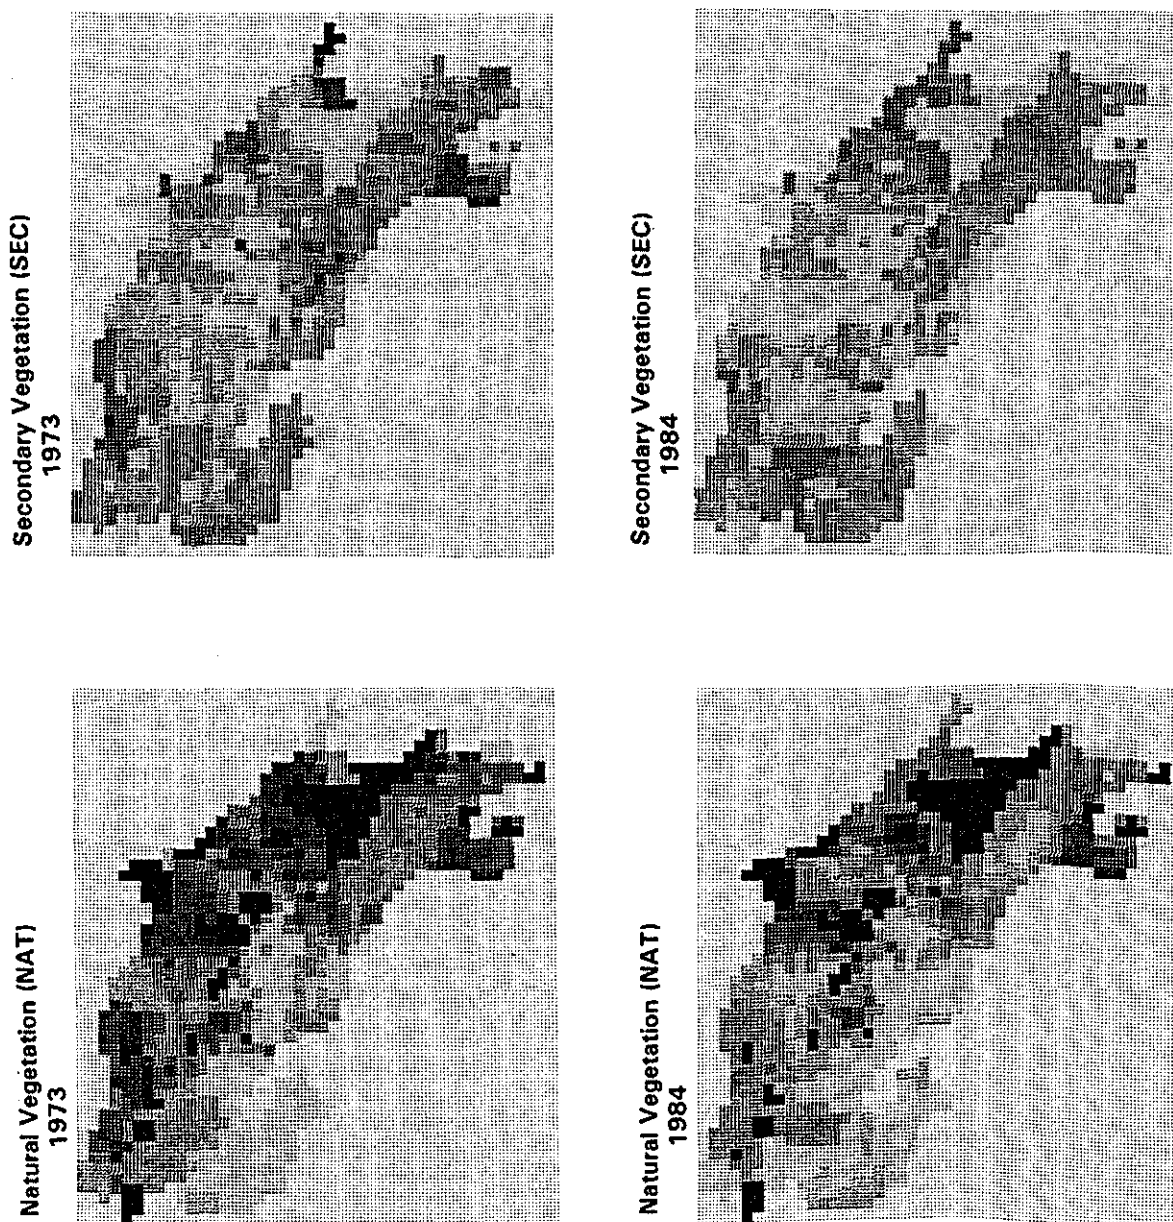 Natural Vegetation (NAT)
1973
Secondary Vegetation (SEC)
1973
Natural Vegetation (NAT)
1984
Secondary Vegetation (SEC)
1984